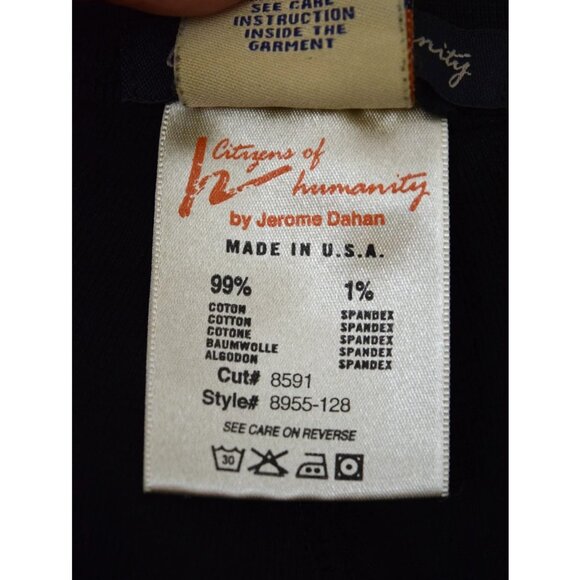 SEE CARE
INSTRUCTION
INSIDE THE
GARMENT
nity
Citizens of
humanity
by Jerome Dahan
MADE IN U.S.A.
99% 1%
COTON SPANDEX
COTTON SPANDEX
COTONE SPANDEX
BAUMWOLLE SPANDEX
ALGODON SPANDEX
Cut# 8591
Style# 8955-128
SEE CARE ON REVERSE
30